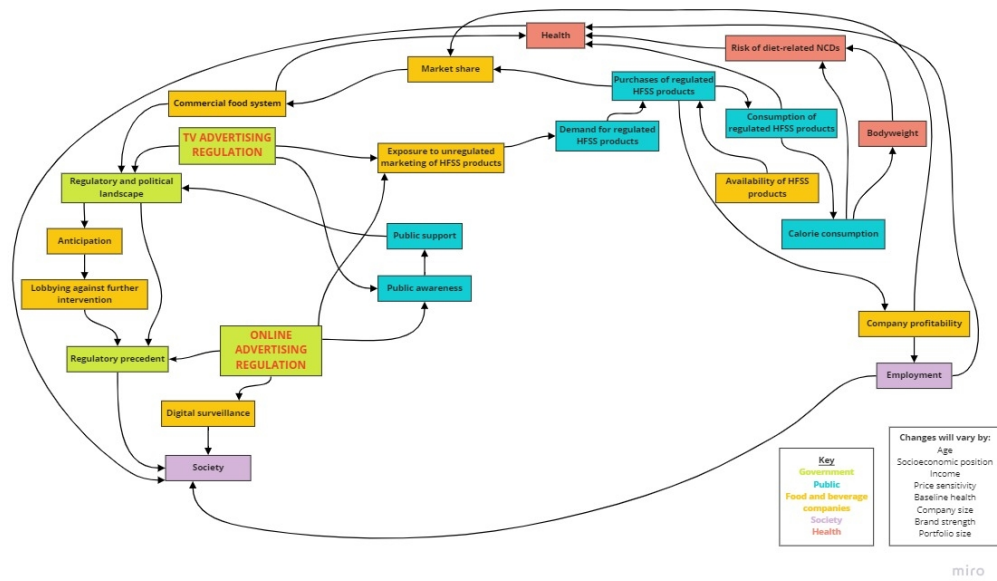 Health
Risk of diet-related NCDs
Market share
Purchases of regulated
HFSS products
Commercial food system
Consumption of
regulated HFSS products
TV ADVERTISING
REGULATION
Demand for regulated
HFSS products
Bodyweight
Exposure to unregulated
marketing of HFSS products
Regulatory and political
landscape
Availability of HFSS
products
Public support
Calorie consumption
Anticipation
Public awareness
Lobbying against further
intervention
Company profitability
ONLINE
ADVERTISING
REGULATION
Regulatory precedent
Employment
Digital surveillance
Society
Key
Government
Public
Food and beverage
companies
Society
Health
Changes will vary by:
Age
Socioeconomic position
Income
Price sensitivity
Baseline health
Company size
Brand strength
Portfolio size
miro